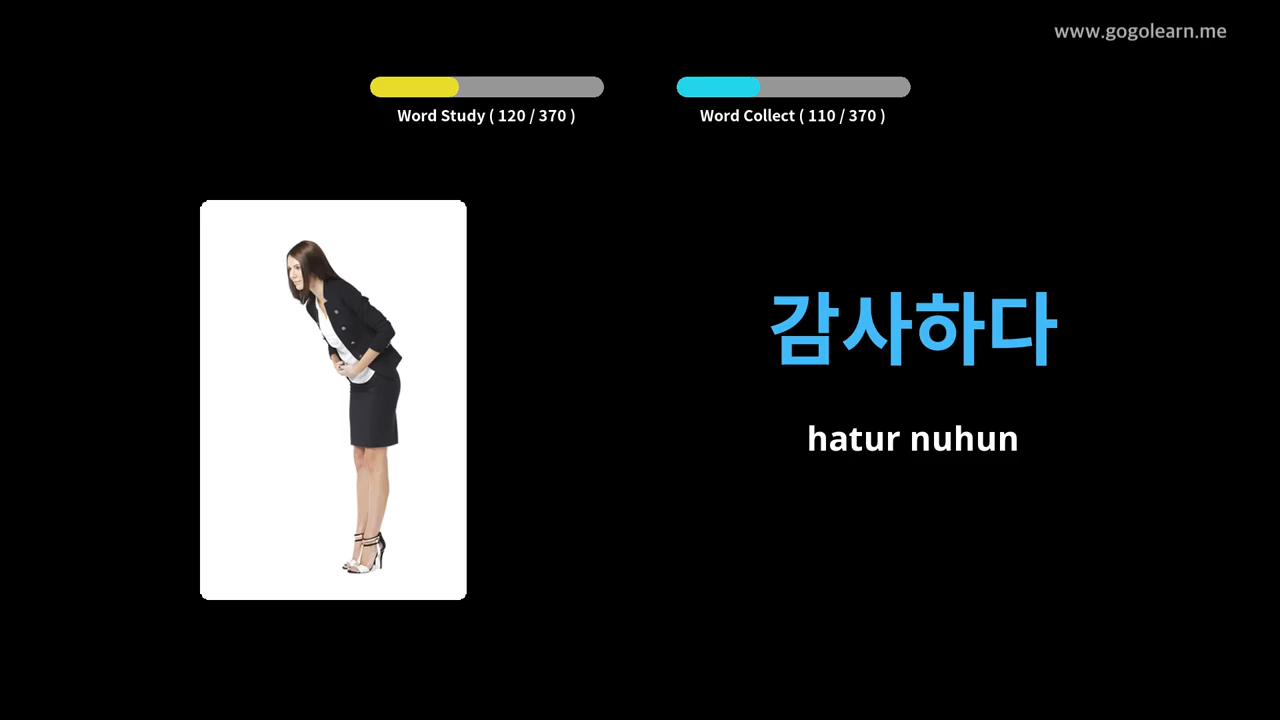 www.gogolearn.me
Word Study ( 120 / 370 )
Word Collect ( 110 / 370 )
감사하다
hatur nuhun